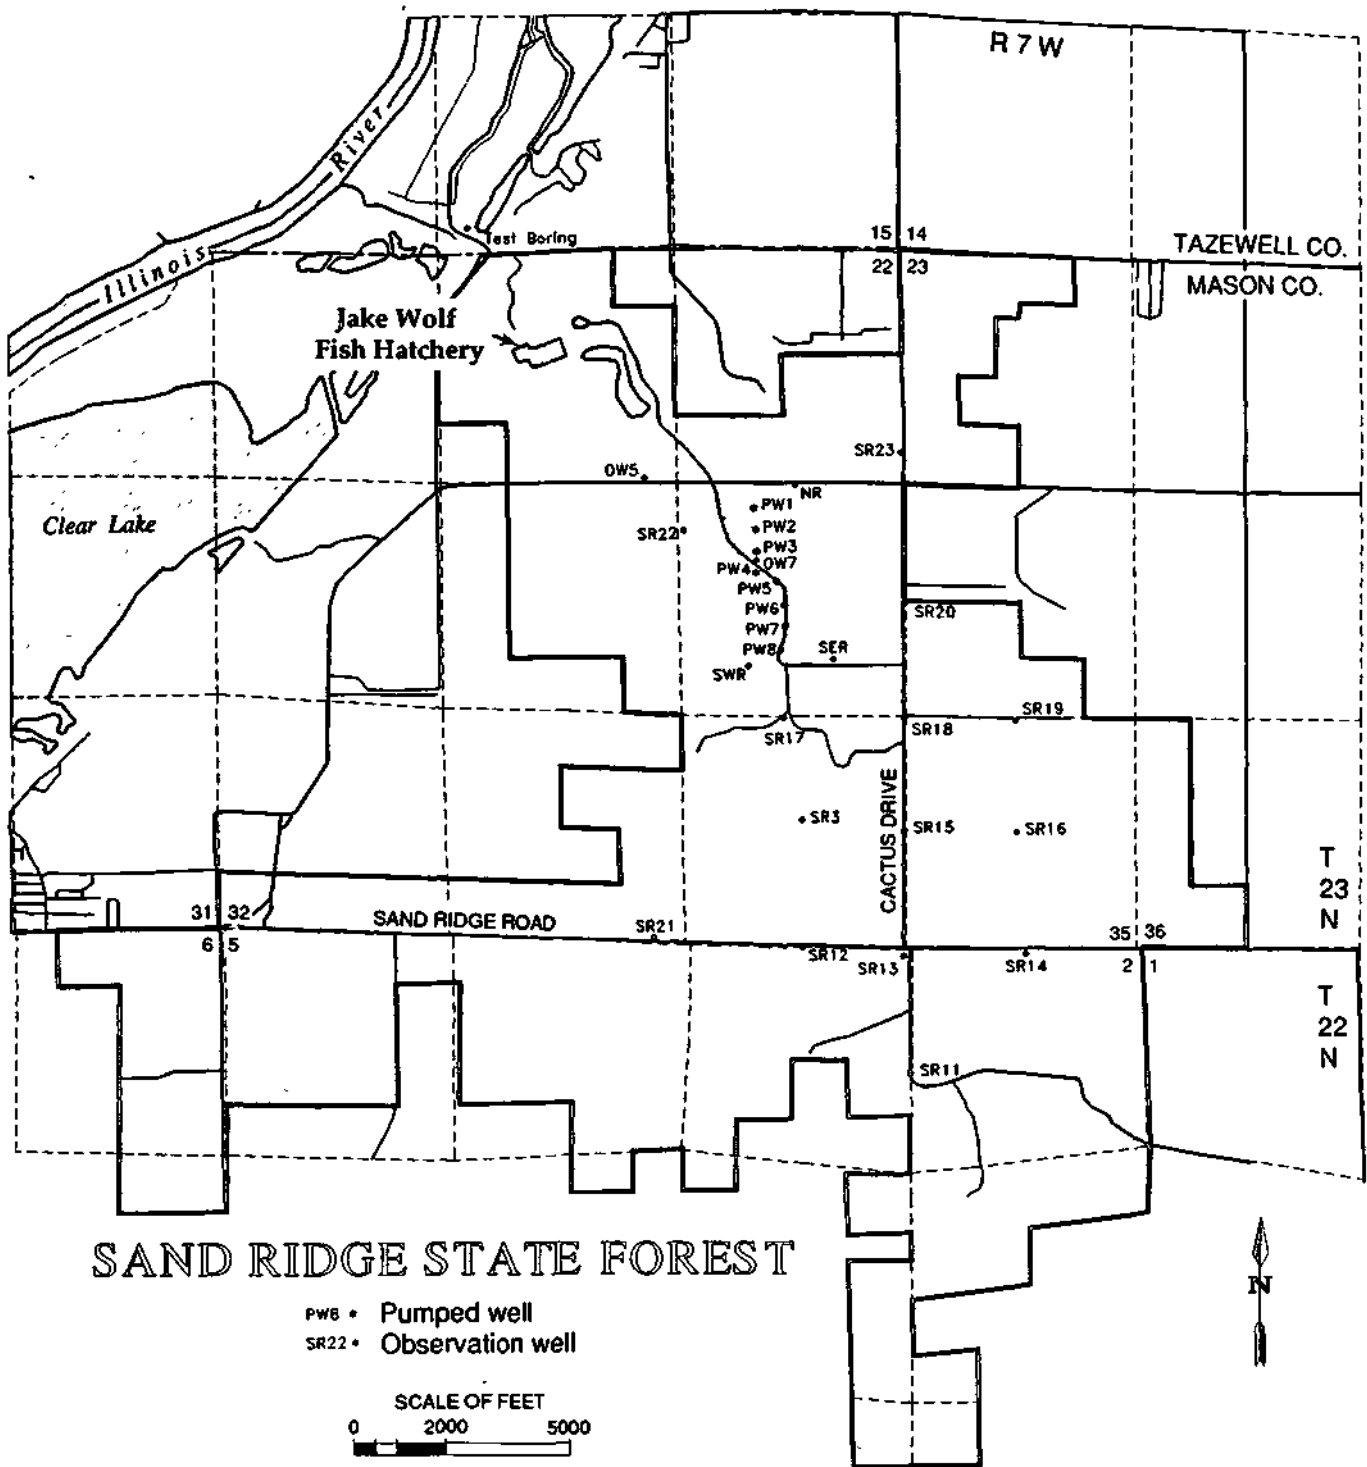 R 7 W
Illinois River
Test Boring
15 14
TAZEWELL CO.
22 23
MASON CO.
Jake Wolf
Fish Hatchery
SR23
OW5
NR
PW1
Clear Lake
SR22
PW2
PW3
OW7
PW4
PW5
PW6
SR20
PW7
PW8
SER
SWR
SR19
SR17
SR18
CACTUS DRIVE
SR3
SR15
SR16
T
23
N
31 32
SAND RIDGE ROAD
SR21
35 36
6 5
SR12
SR13
SR14
2 1
T
22
N
SR11
SAND RIDGE STATE FOREST
N
PW6 • Pumped well
SR22 • Observation well
SCALE OF FEET
0 2000 5000